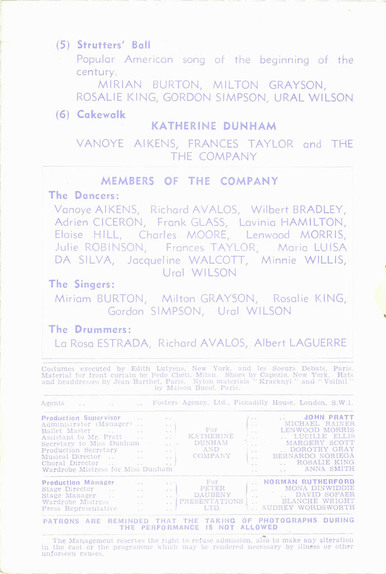 (5) Strutters' Ball
Popular American song of the beginning of the
century.
MIRIAN BURTON, MILTON GRAYSON,
ROSALIE KING, GORDON SIMPSON, URAL WILSON
(6) Cakewalk
KATHERINE DUNHAM
VANOYE AIKENS, FRANCES TAYLOR and THE
THE COMPANY
MEMBERS OF THE COMPANY
The Dancers:
Vanoye AIKENS, Richard AVALOS, Wilbert BRADLEY,
Adrien CICERON, Frank GLASS, Lavinia HAMILTON,
Eloise HILL, Charles MOORE, Lenwood MORRIS,
Julie ROBINSON, Frances TAYLOR, Maria LUISA
DA SILVA, Jacqueline WALCOTT, Minnie WILLIS,
Ural WILSON
The Singers:
Miriam BURTON, Milton GRAYSON, Rosalie KING,
Gordon SIMPSON, Ural WILSON
The Drummers:
La Rosa ESTRADA, Richard AVALOS, Albert LAGUERRE
Costumes executed by Edith Lutyens, New York, and les Soeurs Debate, Paris.
Material for front curtain by Fede Cheti, Milan. Shoes by Capezio, New York. Hats
and headdresses by Jean Barthet, Paris. Nylon materials " " and " "
by Maison Bucol, Paris.
Agents .. .. .. Fosters Agency, Ltd., Piccadilly House, London, S.W.1.
Production Supervisor .. .. JOHN PRATT
Administrator (Manager) .. .. MICHAEL RAINER
Ballet Master .. .. For LENWOOD MORRIS
Assistant to Mr. Pratt .. KATHERINE .. LUCILLE ELLIS
Secretary to Miss Dunham .. DUNHAM .. MARGERY SCOTT
Production Secretary .. AND .. DOROTHY GRAY
Musical Director .. .. COMPANY .. BERNARDO NORIEGA
Choral Director .. .. ROSALIE KING
Wardrobe Mistress for Miss Dunham .. ANNA SMITH
Production Manager .. For .. NORMAN RUTHERFORD
Stage Director .. .. PETER .. MONA DINWIDDIE
Stage Manager .. .. DAUBENY .. DAVID SOFAER
Wardrobe Mistress .. PRESENTATIONS .. BLANCHE WRIGHT
Press Representative .. LTD. AUDREY WORDSWORTH
PATRONS ARE REMINDED THAT THE TAKING OF PHOTOGRAPHS DURING
THE PERFORMANCE IS NOT ALLOWED
The Management reserves the right to refuse admission, also to make any alteration
in the cast or the programme which may be rendered necessary by illness or other
unforeseen causes.